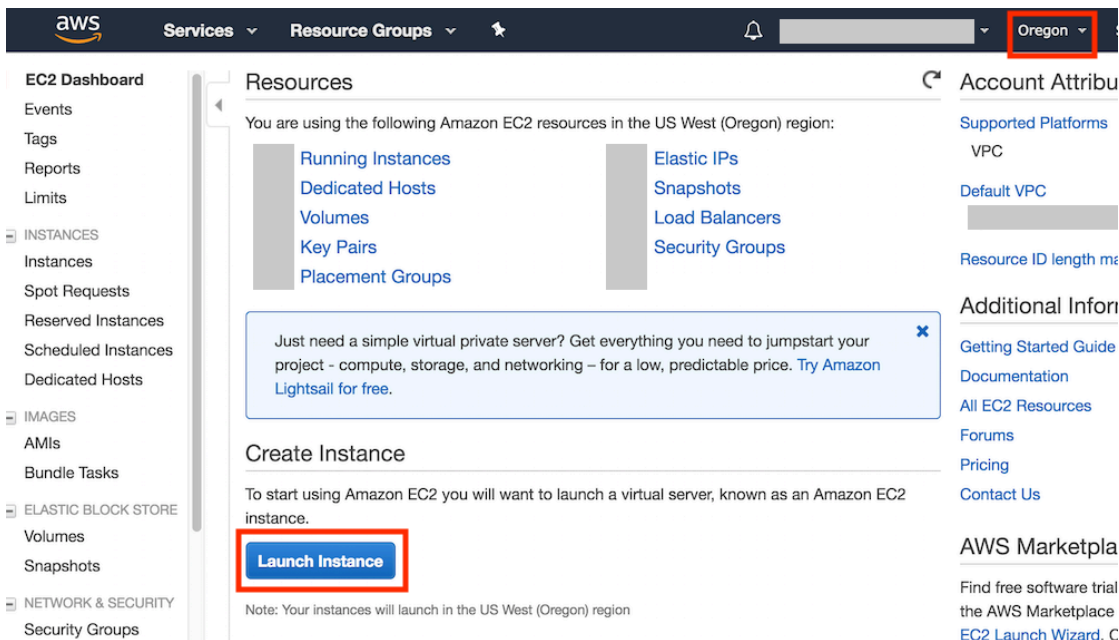 aws Services Resource Groups Oregon
EC2 Dashboard
Events
Tags
Reports
Limits
INSTANCES
Instances
Spot Requests
Reserved Instances
Scheduled Instances
Dedicated Hosts
IMAGES
AMIs
Bundle Tasks
ELASTIC BLOCK STORE
Volumes
Snapshots
NETWORK & SECURITY
Security Groups
Resources
You are using the following Amazon EC2 resources in the US West (Oregon) region:
Running Instances
Dedicated Hosts
Volumes
Key Pairs
Placement Groups
Elastic IPs
Snapshots
Load Balancers
Security Groups
Just need a simple virtual private server? Get everything you need to jumpstart your
project - compute, storage, and networking – for a low, predictable price. Try Amazon
Lightsail for free.
Create Instance
To start using Amazon EC2 you will want to launch a virtual server, known as an Amazon EC2
instance.
Launch Instance
Note: Your instances will launch in the US West (Oregon) region
Account Attribu
Supported Platforms
VPC
Default VPC
Resource ID length ma
Additional Inforr
Getting Started Guide
Documentation
All EC2 Resources
Forums
Pricing
Contact Us
AWS Marketpla
Find free software trial
the AWS Marketplace
EC2 Launch Wizard. C